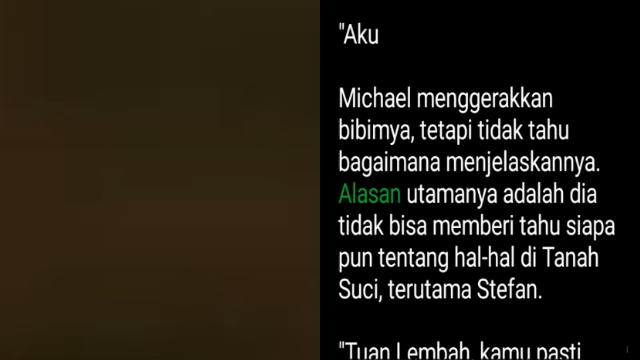 "Aku
Michael menggerakkan
bibirnya, tetapi tidak tahu
bagaimana menjelaskannya.
Alasan utamanya adalah dia
tidak bisa memberi tahu siapa
pun tentang hal-hal di Tanah
Suci, terutama Stefan.
"Tuan Lembah, kamu pasti